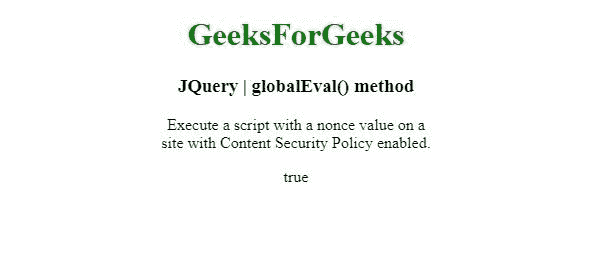 GeeksForGeeks
JQuery | globalEval() method
Execute a script with a nonce value on a
site with Content Security Policy enabled.
true